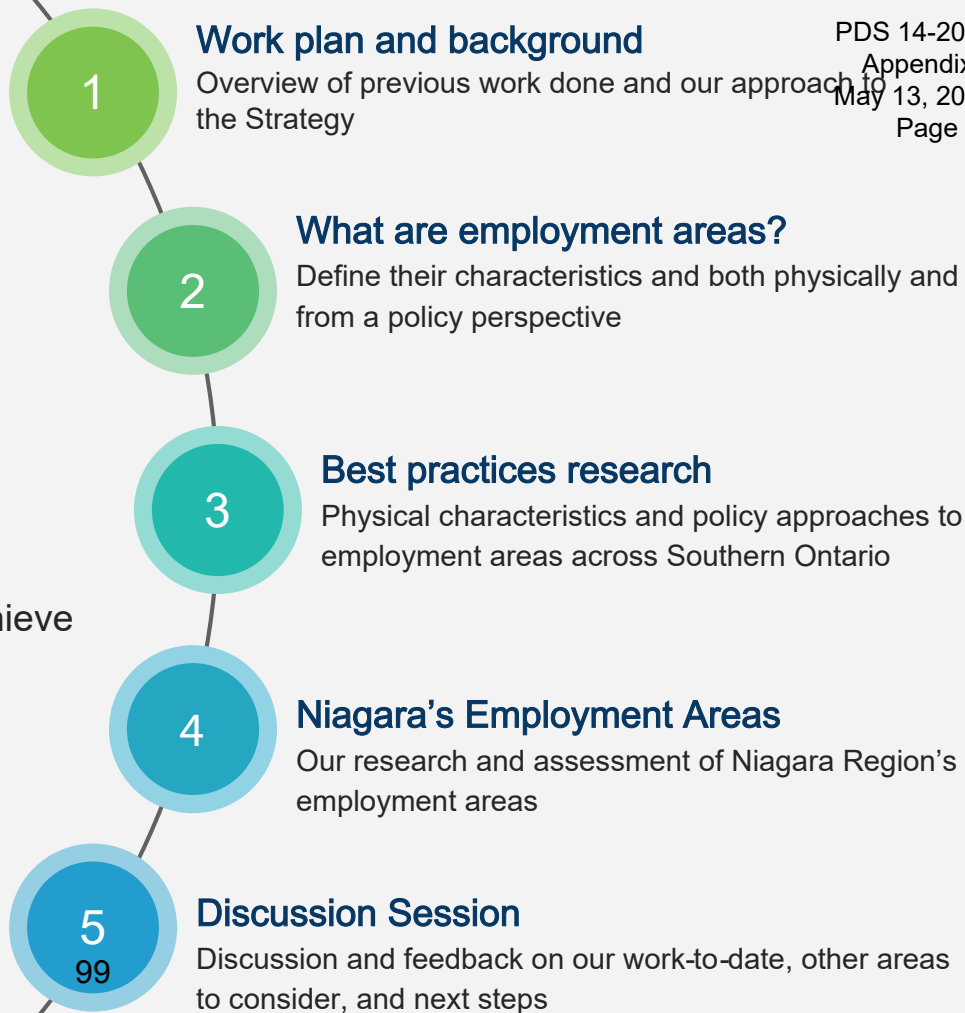 PDS 14-20
Appendix
May 13, 20
Page
1
Work plan and background
Overview of previous work done and our approach to
the Strategy
2
What are employment areas?
Define their characteristics and both physically and
from a policy perspective
3
Best practices research
Physical characteristics and policy approaches to
employment areas across Southern Ontario
ieve
4
Niagara’s Employment Areas
Our research and assessment of Niagara Region’s
employment areas
5
99
Discussion Session
Discussion and feedback on our work-to-date, other areas
to consider, and next steps